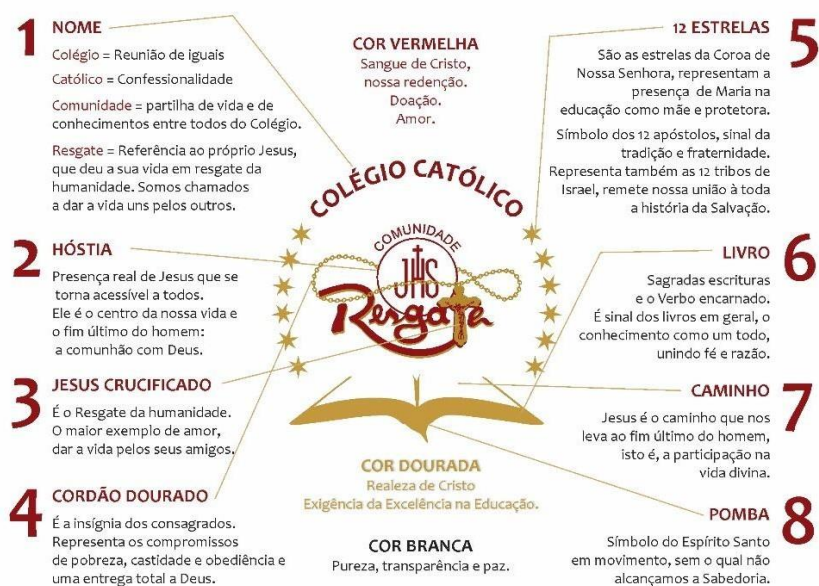 1
NOME
Colégio = Reunião de iguais
Católico = Confessionalidade
Comunidade = partilha de vida e de
conhecimentos entre todos do Colégio.
Resgate = Referência ao próprio Jesus,
que deu a sua vida em resgate da
humanidade. Somos chamados
a dar a vida uns pelos outros.
2
HÓSTIA
Presença real de Jesus que se
torna acessível a todos.
Ele é o centro da nossa vida e
o fim último do homem:
a comunhão com Deus.
3
JESUS CRUCIFICADO
É o Resgate da humanidade.
O maior exemplo de amor,
dar a vida pelos seus amigos.
4
CORDÃO DOURADO
É a insígnia dos consagrados.
Representa os compromissos
de pobreza, castidade e obediência e
uma entrega total a Deus.
COR VERMELHA
Sangue de Cristo,
nossa redenção.
Doação.
Amor.
COLÉGIO CATÓLICO
COMUNIDADE
JHS
Resgate
COR DOURADA
Realeza de Cristo
Exigência da Excelência na Educação.
COR BRANCA
Pureza, transparência e paz.
12 ESTRELAS
5
São as estrelas da Coroa de
Nossa Senhora, representam a
presença de Maria na
educação como mãe e protetora.
Símbolo dos 12 apóstolos, sinal da
tradição e fraternidade.
Representa também as 12 tribos de
Israel, remete nossa união à toda
a história da Salvação.
LIVRO
6
Sagradas escrituras
e o Verbo encarnado.
É sinal dos livros em geral, o
conhecimento como um todo,
unindo fé e razão.
CAMINHO
7
Jesus é o caminho que nos
leva ao fim último do homem,
isto é, a participação na
vida divina.
POMBA
8
Símbolo do Espírito Santo
em movimento, sem o qual não
alcançamos a Sabedoria.